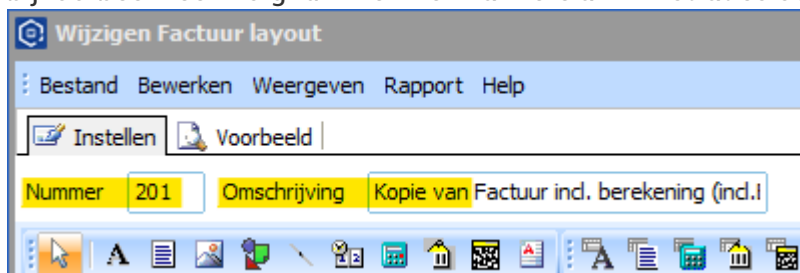 Wijzigen Factuur layout
Bestand Bewerken Weergeven Rapport Help
Instellen Voorbeeld
Nummer 201 Omschrijving Kopie van Factuur incl. berekening (incl.